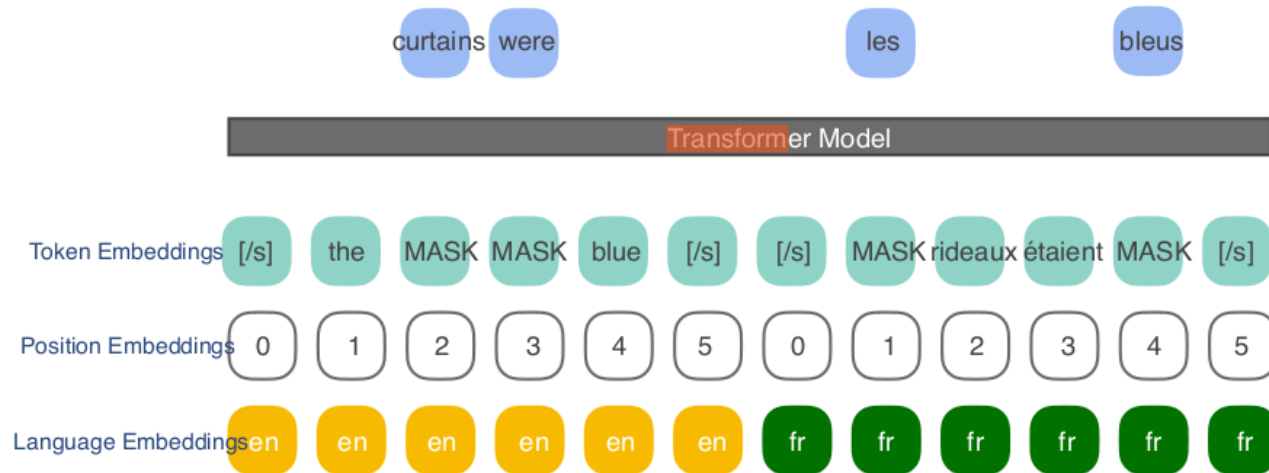 curtains were les bleus
Transformer Model
Token Embeddings [/s] the MASK MASK blue [/s] [/s] MASK rideaux étaient MASK [/s]
Position Embeddings 0 1 2 3 4 5 0 1 2 3 4 5
Language Embeddings en en en en en en fr fr fr fr fr fr